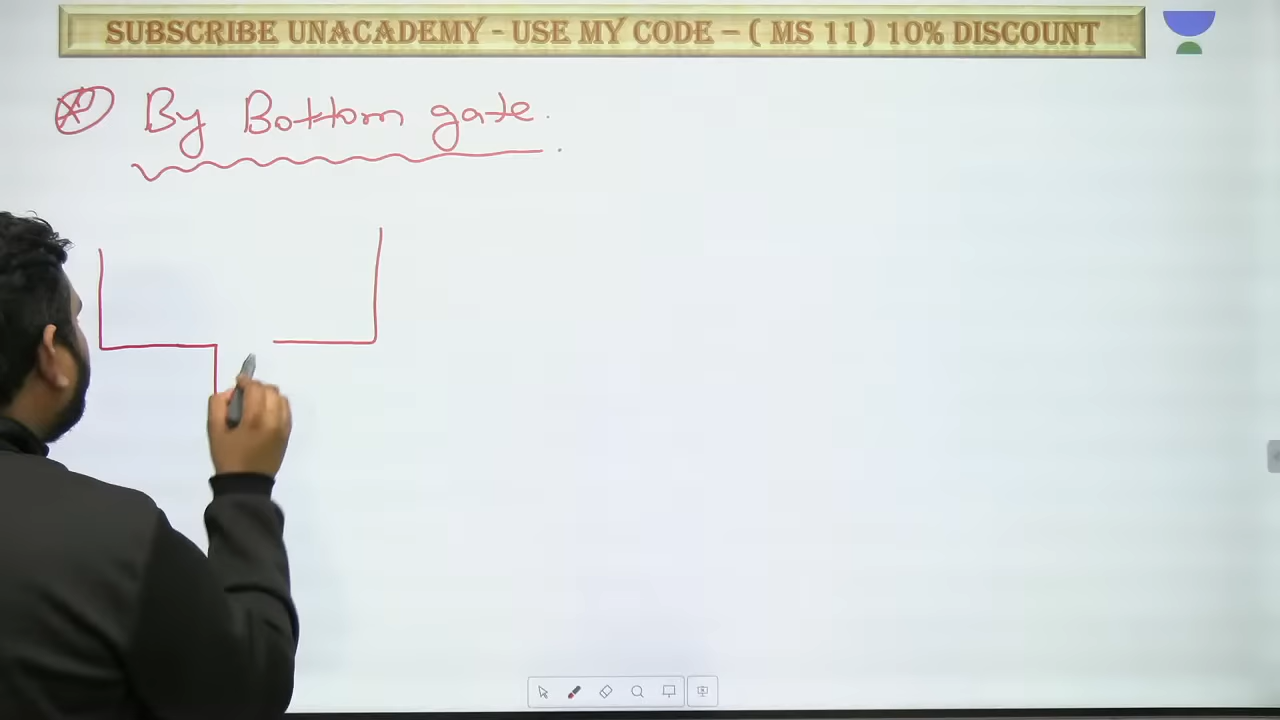 SUBSCRIBE UNACADEMY - USE MY CODE – ( MS 11) 10% DISCOUNT
By Bottom gate.